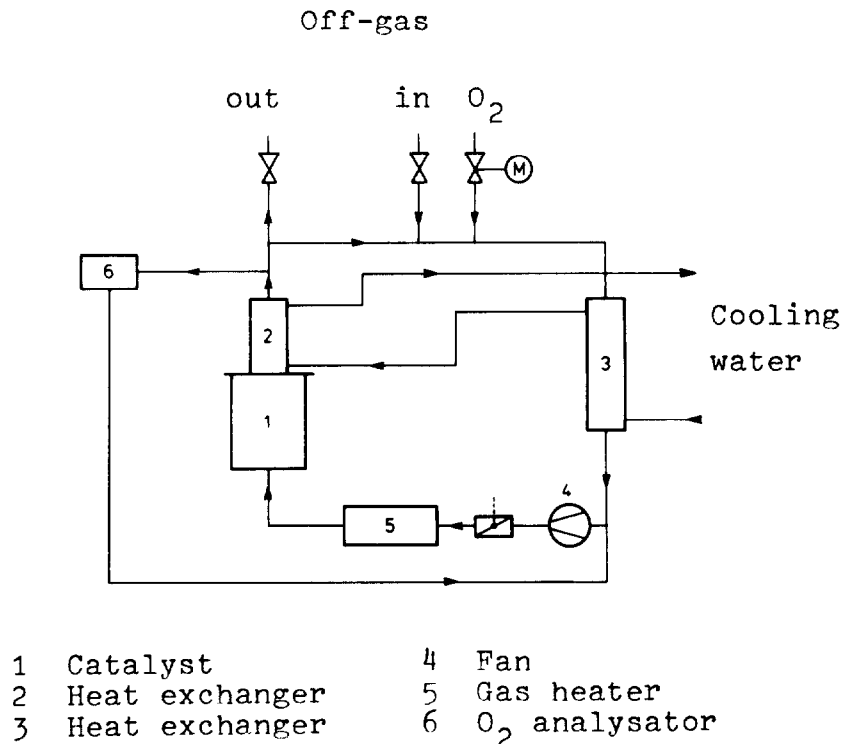 Off-gas
out in O₂
M
6
2
Cooling
water
3
1
4
5
1 Catalyst 4 Fan
2 Heat exchanger 5 Gas heater
3 Heat exchanger 6 O₂ analysator